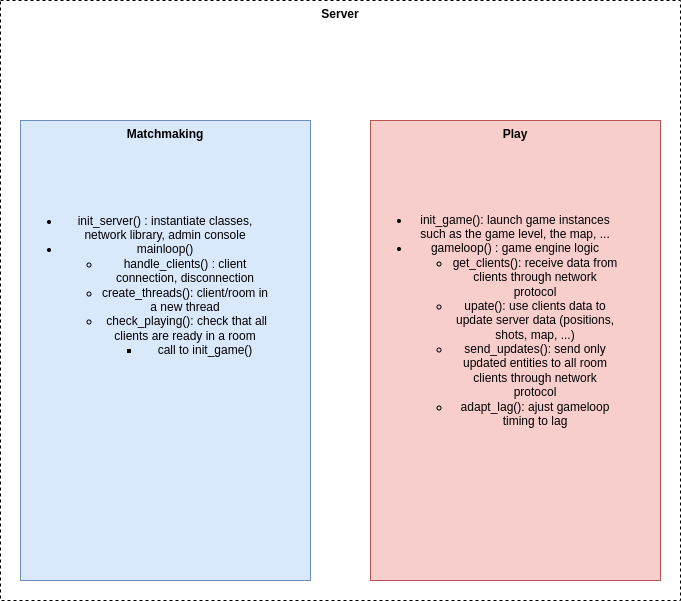 Server
Matchmaking
init_server() : instantiate classes,
network library, admin console
mainloop()
handle_clients() : client
connection, disconnection
create_threads(): client/room in
a new thread
check_playing(): check that all
clients are ready in a room
call to init_game()
Play
init_game(): launch game instances
such as the game level, the map, ...
gameloop() : game engine logic
get_clients(): receive data from
clients through network
protocol
upate(): use clients data to
update server data (positions,
shots, map, ...)
send_updates(): send only
updated entities to all room
clients through network
protocol
adapt_lag(): ajust gameloop
timing to lag